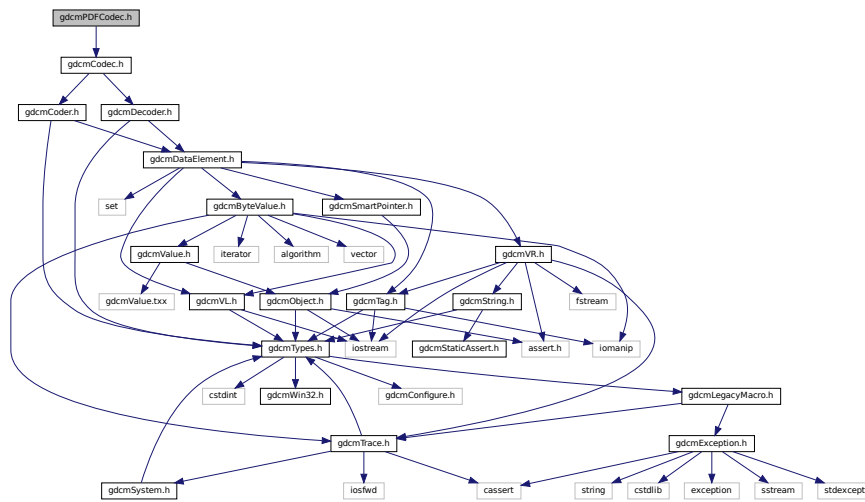 gdcmPDFCodec.h
gdcmCodec.h
gdcmCoder.h
gdcmDecoder.h
gdcmDataElement.h
set
gdcmByteValue.h
gdcmSmartPointer.h
gdcmValue.h
iterator
algorithm
vector
gdcmVR.h
gdcmValue.txx
gdcmVL.h
gdcmObject.h
gdcmTag.h
gdcmString.h
fstream
gdcmTypes.h
iostream
gdcmStaticAssert.h
assert.h
iomanip
cstdint
gdcmWin32.h
gdcmConfigure.h
gdcmLegacyMacro.h
gdcmTrace.h
gdcmException.h
gdcmSystem.h
iosfwd
cassert
string
cstdlib
exception
sstream
stdexcept